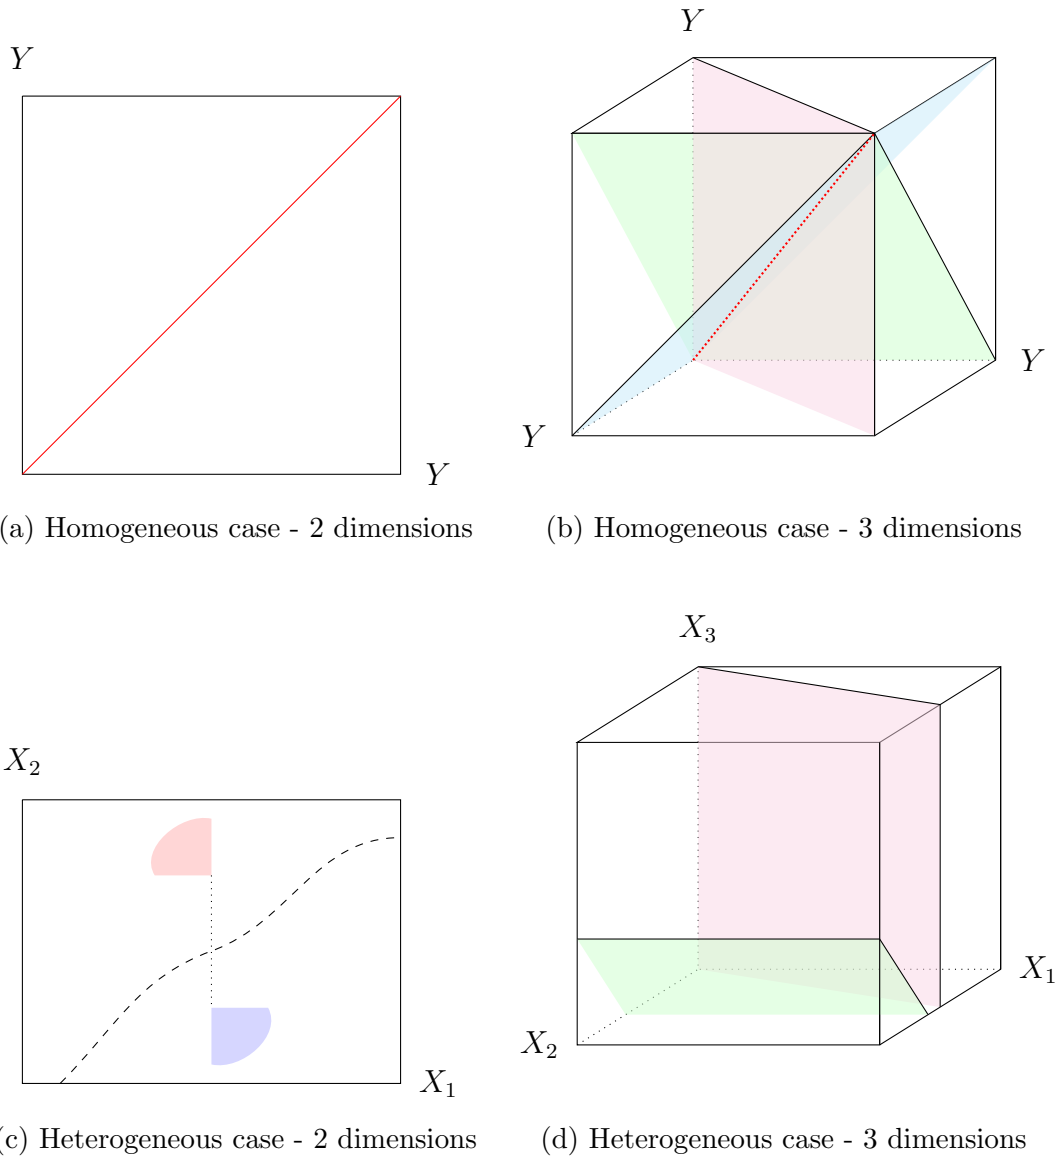 Y
Y
Y
Y
Y
(a) Homogeneous case - 2 dimensions
(b) Homogeneous case - 3 dimensions
X₃
X₂
X₁
X₂
X₁
(c) Heterogeneous case - 2 dimensions
(d) Heterogeneous case - 3 dimensions